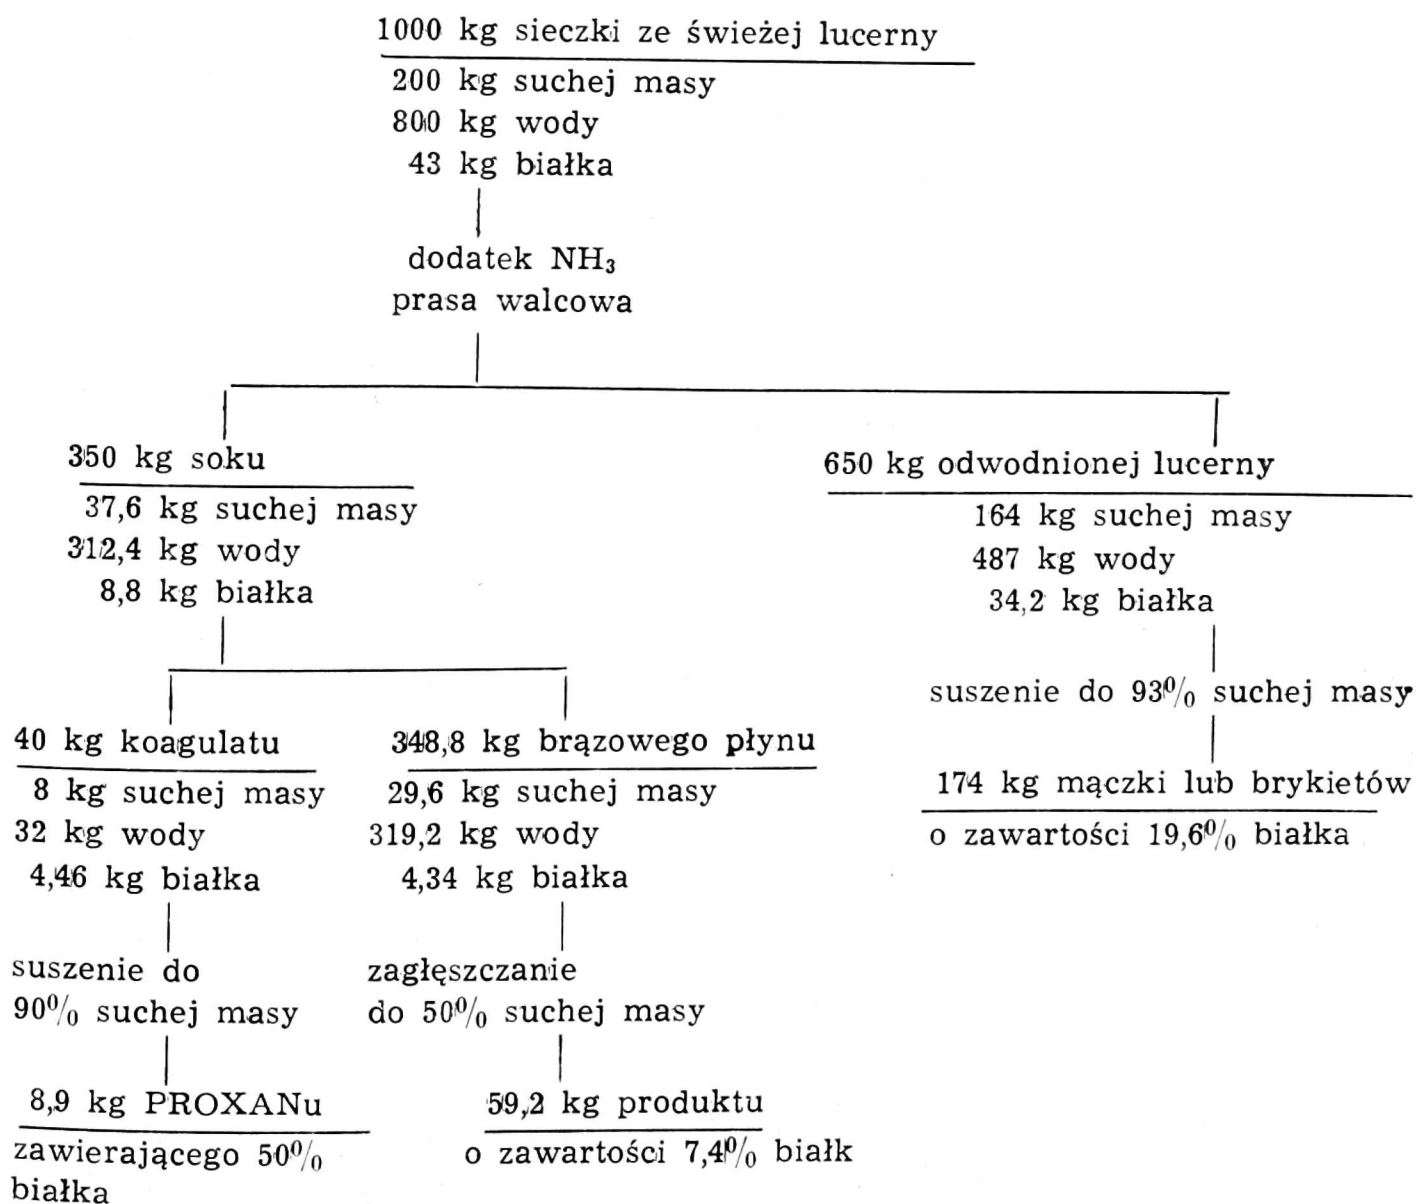 1000 kg sieczki ze świeżej lucerny
200 kg suchej masy
800 kg wody
43 kg białka
dodatek NH₃
prasa walcowa
350 kg soku
37,6 kg suchej masy
312,4 kg wody
8,8 kg białka
650 kg odwodnionej lucerny
164 kg suchej masy
487 kg wody
34,2 kg białka
suszenie do 93% suchej masy
174 kg mączki lub brykietów
o zawartości 19,6% białka
40 kg koagulatu
8 kg suchej masy
32 kg wody
4,46 kg białka
suszenie do
90% suchej masy
8,9 kg PROXANu
zawierającego 50%
białka
348,8 kg brązowego płynu
29,6 kg suchej masy
319,2 kg wody
4,34 kg białka
zagłęszczanie
do 50% suchej masy
59,2 kg produktu
o zawartości 7,4% białk